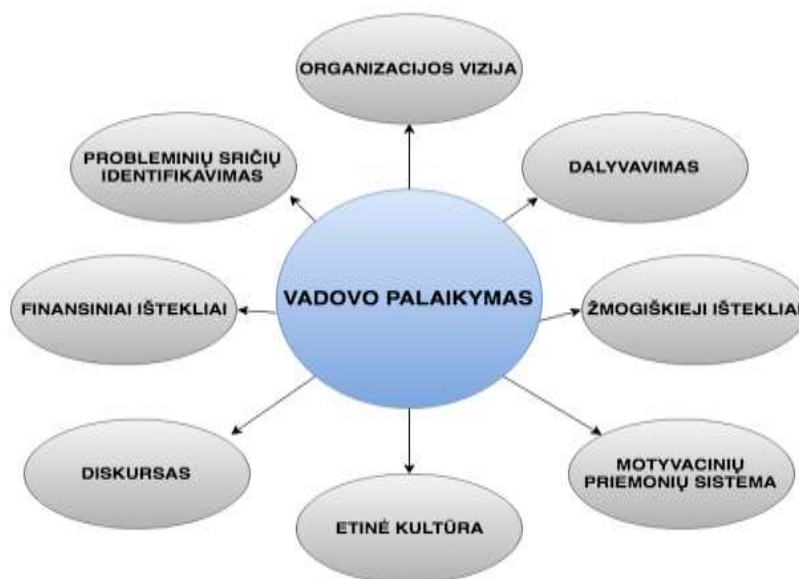 ORGANIZACIJOS VIZIJA
PROBLEMINIŲ SRIČIŲ
IDENTIFIKAVIMAS
DALYVAVIMAS
VADOVO PALAIKYMAS
FINANSINIAI IŠTEKLIAI
ŽMOGIŠKIEJI IŠTEKLIAI
DISKURSAS
MOTYVACINIŲ
PRIEMONIŲ SISTEMA
ETINĖ KULTŪRA